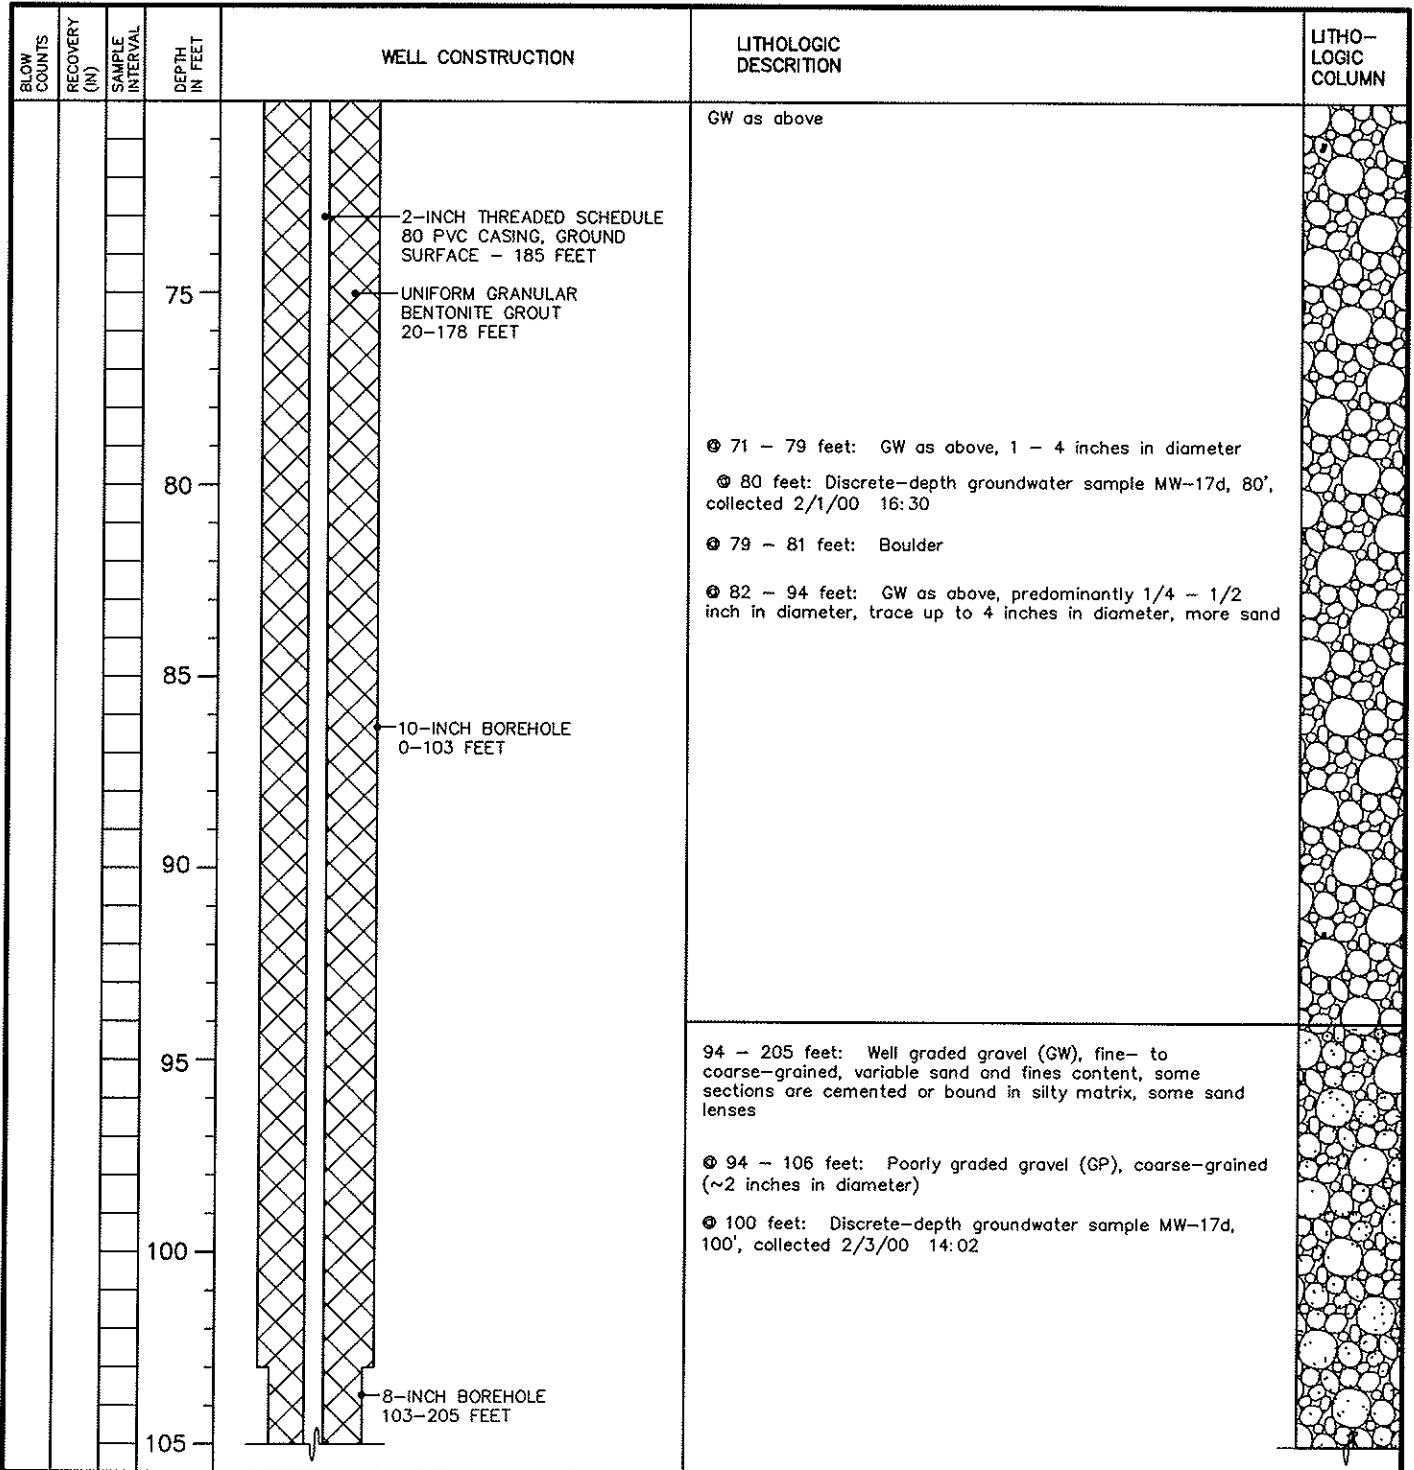 BLOW
COUNTS
RECOVERY
(IN)
SAMPLE
INTERVAL
DEPTH
IN FEET
WELL CONSTRUCTION
LITHOLOGIC
DESCRITION
LITHO-
LOGIC
COLUMN
GW as above
2-INCH THREADED SCHEDULE
80 PVC CASING, GROUND
SURFACE - 185 FEET
75
UNIFORM GRANULAR
BENTONITE GROUT
20-178 FEET
@ 71 - 79 feet: GW as above, 1 - 4 inches in diameter
80
@ 80 feet: Discrete-depth groundwater sample MW-17d, 80',
collected 2/1/00 16:30
@ 79 - 81 feet: Boulder
@ 82 - 94 feet: GW as above, predominantly 1/4 - 1/2
inch in diameter, trace up to 4 inches in diameter, more sand
85
10-INCH BOREHOLE
0-103 FEET
90
95
94 - 205 feet: Well graded gravel (GW), fine- to
coarse-grained, variable sand and fines content, some
sections are cemented or bound in silty matrix, some sand
lenses
@ 94 - 106 feet: Poorly graded gravel (GP), coarse-grained
(~2 inches in diameter)
100
@ 100 feet: Discrete-depth groundwater sample MW-17d,
100', collected 2/3/00 14:02
8-INCH BOREHOLE
103-205 FEET
105